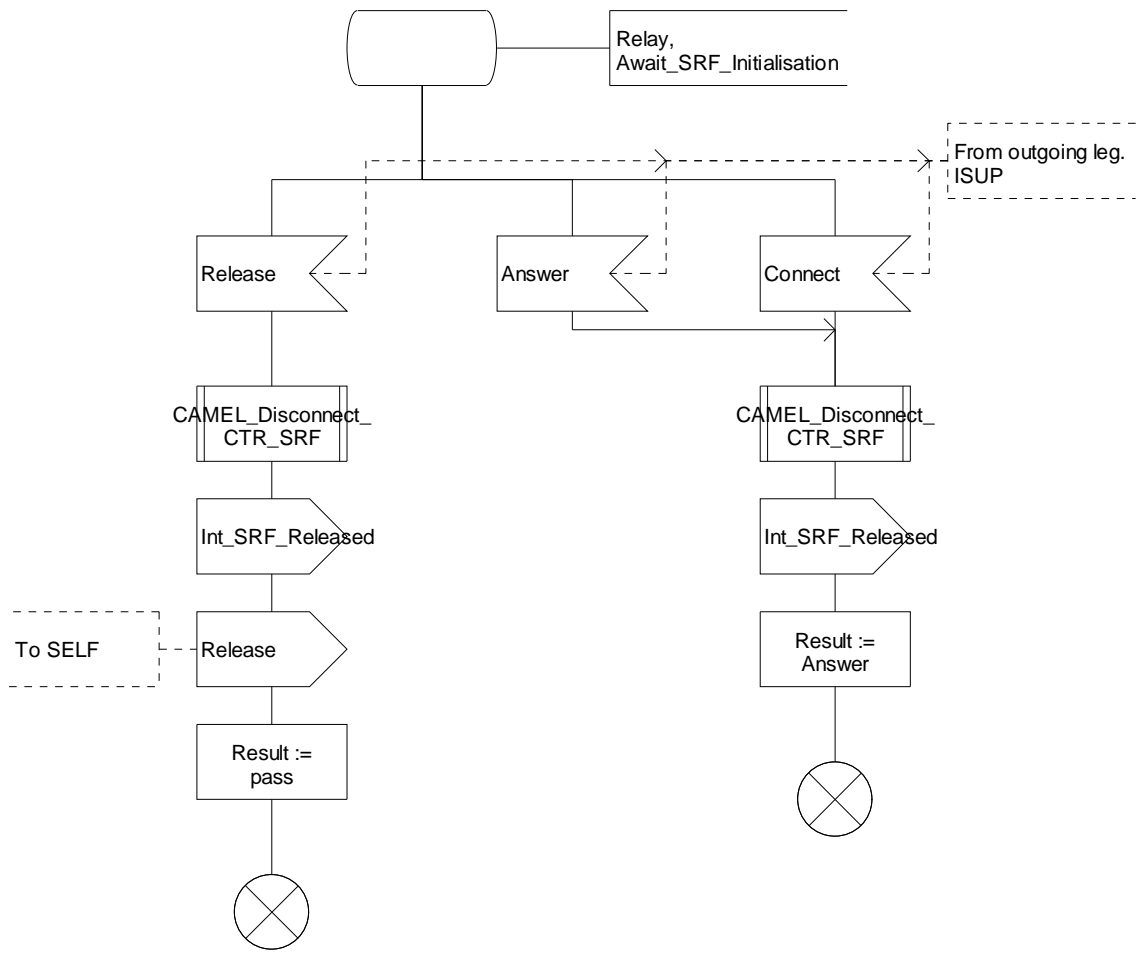 Relay,
Await_SRF_Initialisation
From outgoing leg.
ISUP
Release
Answer
Connect
CAMEL_Disconnect_
CTR_SRF
CAMEL_Disconnect_
CTR_SRF
Int_SRF_Released
Int_SRF_Released
To SELF
Release
Result :=
Answer
Result :=
pass